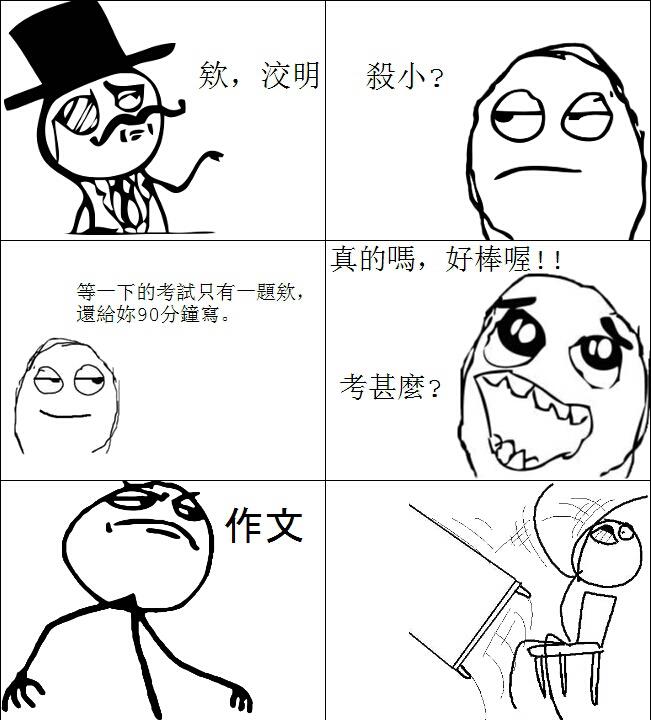 欸，洨明
殺小?
等一下的考試只有一題欸，
還給妳90分鐘寫。
真的嗎，好棒喔!!
考甚麼?
作文